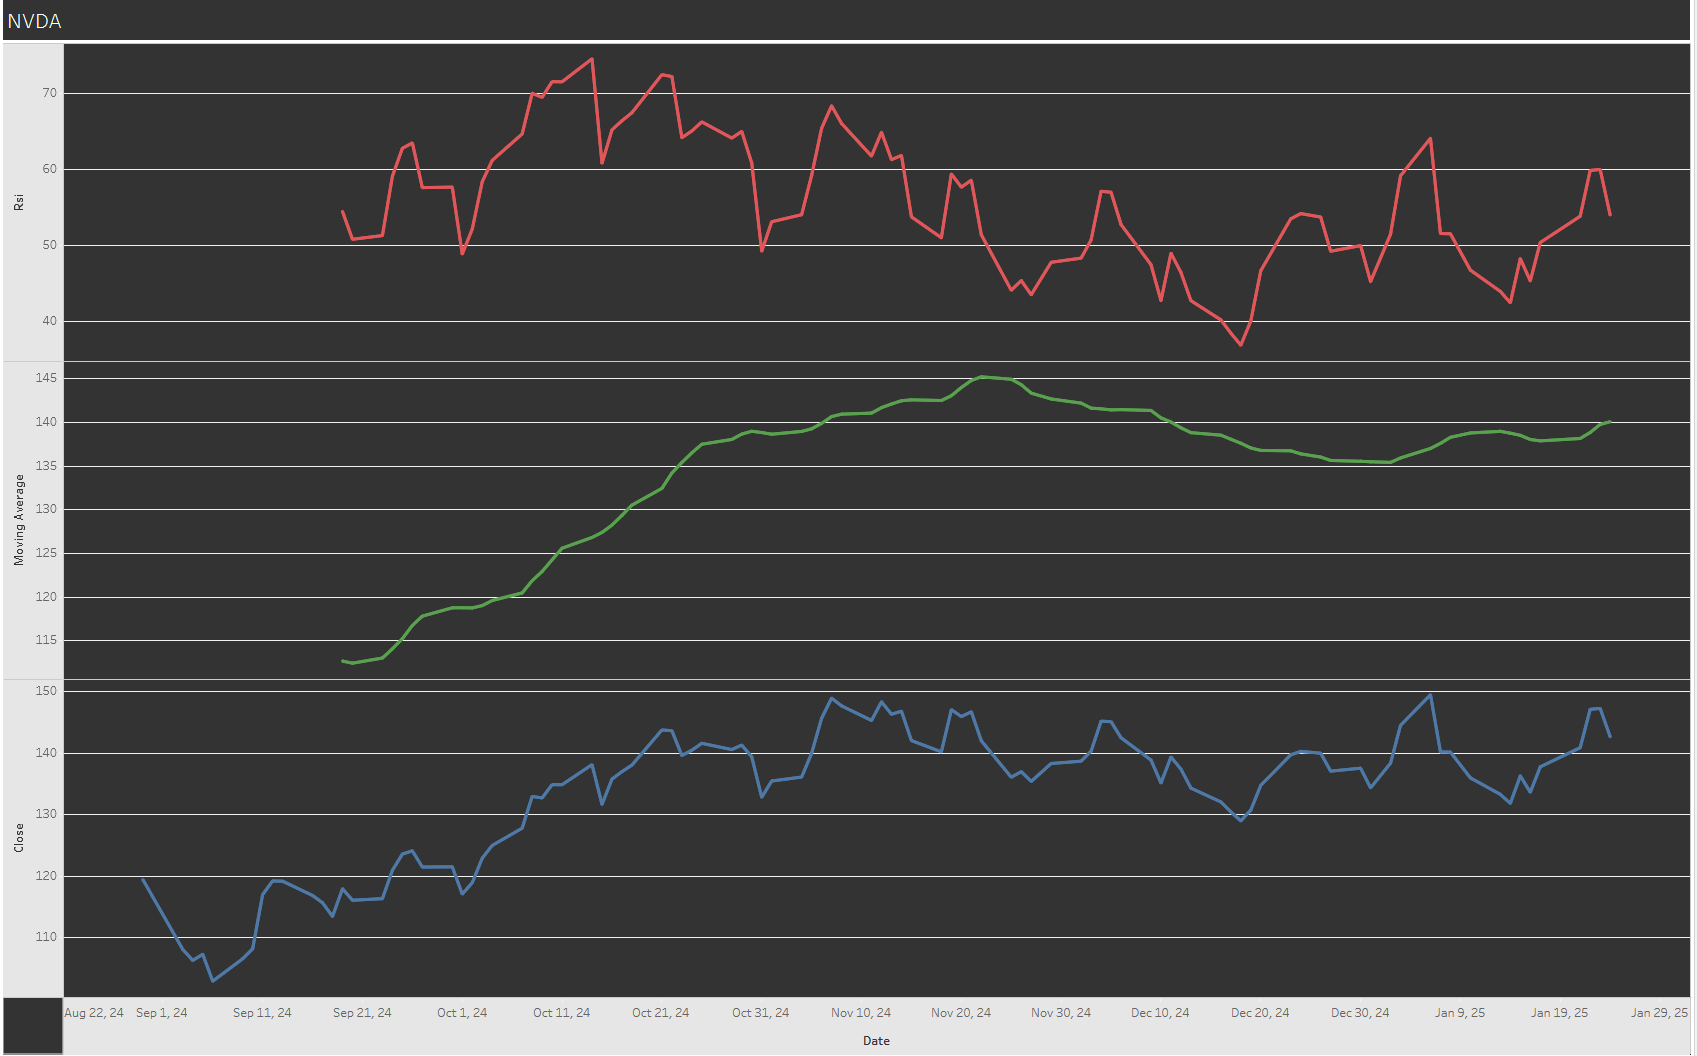 NVDA
Rsi
70
60
50
40
Moving Average
145
140
135
130
125
120
115
Close
150
140
130
120
110
Aug 22, 24 Sep 1, 24 Sep 11, 24 Sep 21, 24 Oct 1, 24 Oct 11, 24 Oct 21, 24 Oct 31, 24 Nov 10, 24 Nov 20, 24 Nov 30, 24 Dec 10, 24 Dec 20, 24 Dec 30, 24 Jan 9, 25 Jan 19, 25 Jan 29, 25
Date